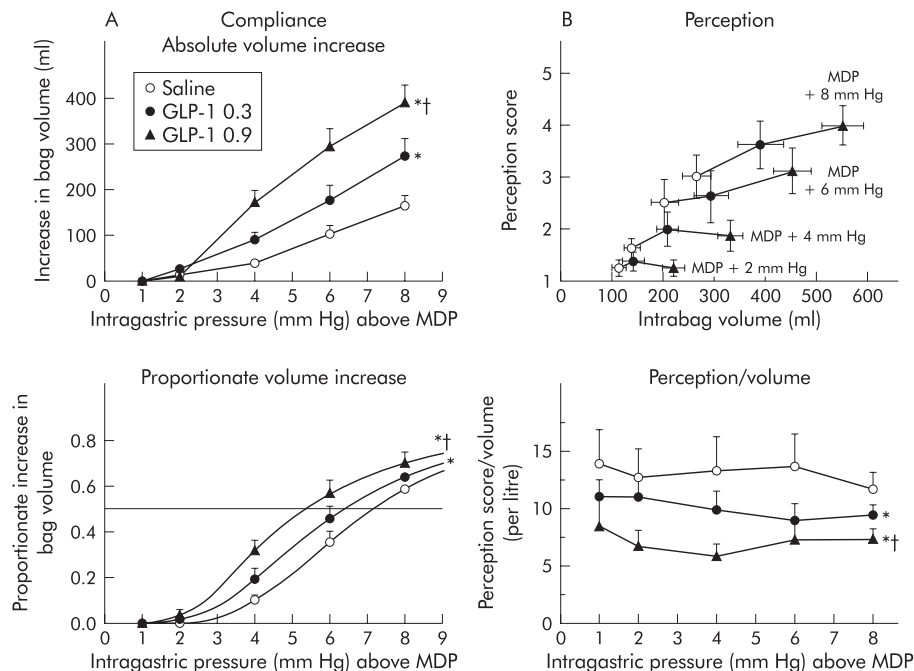 A
Compliance
Absolute volume increase
Increase in bag volume (ml)
400
300
200
100
0
Saline
GLP-1 0.3
GLP-1 0.9
*†
*
0 1 2 3 4 5 6 7 8 9
Intragastric pressure (mm Hg) above MDP
B
Perception
Perception score
5
4
3
2
1
MDP
+ 8 mm Hg
MDP
+ 6 mm Hg
MDP + 4 mm Hg
MDP + 2 mm Hg
0 100 200 300 400 500 600
Intrabag volume (ml)
Proportionate volume increase
Proportionate increase in
bag volume
0.8
0.6
0.4
0.2
0.0
*†
*
0 1 2 3 4 5 6 7 8 9
Intragastric pressure (mm Hg) above MDP
Perception/volume
Perception score/volume
(per litre)
15
10
5
0
*
*†
0 1 2 3 4 5 6 7 8
Intragastric pressure (mm Hg) above MDP